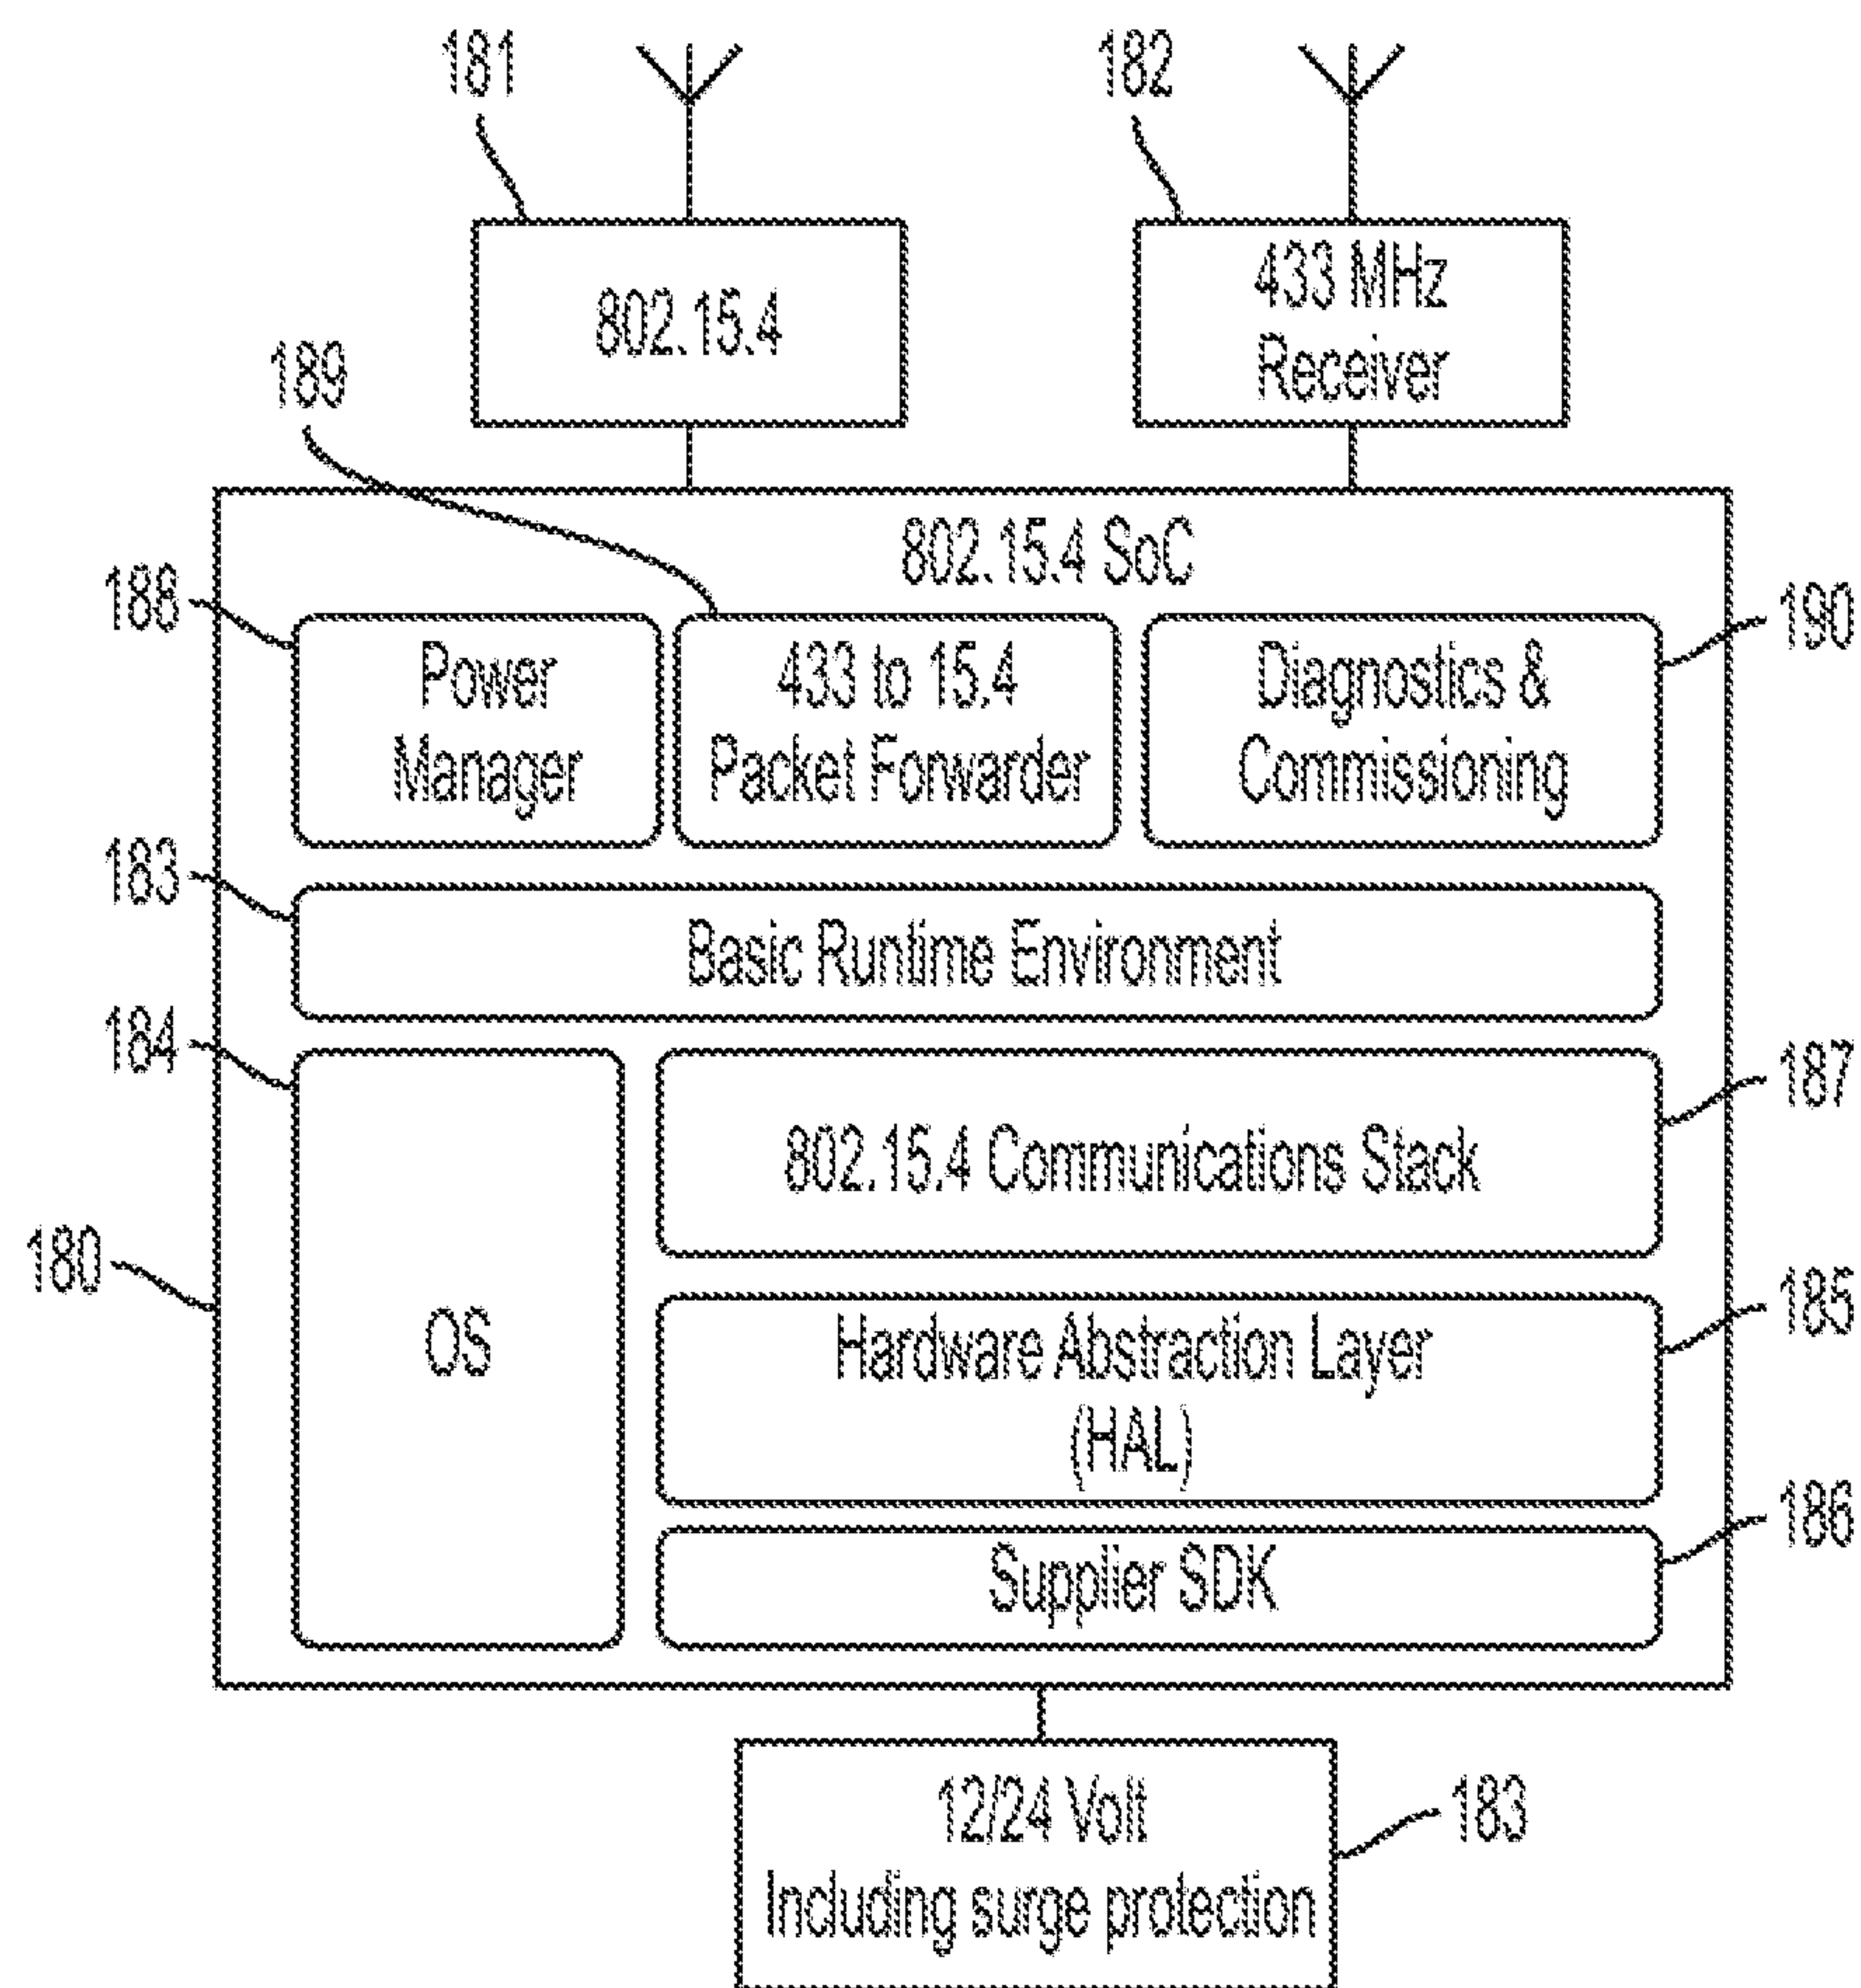 181
182
802.15.4
433 MHz
Receiver
189
802.15.4 SoC
188
190
Power
Manager
433 to 15.4
Packet Forwarder
Diagnostics &
Commissioning
183
Basic Runtime Environment
184
187
802.15.4 Communications Stack
180
OS
185
Hardware Abstraction Layer
(HAL)
186
Supplier SDK
12/24 Volt
Including surge protection
183